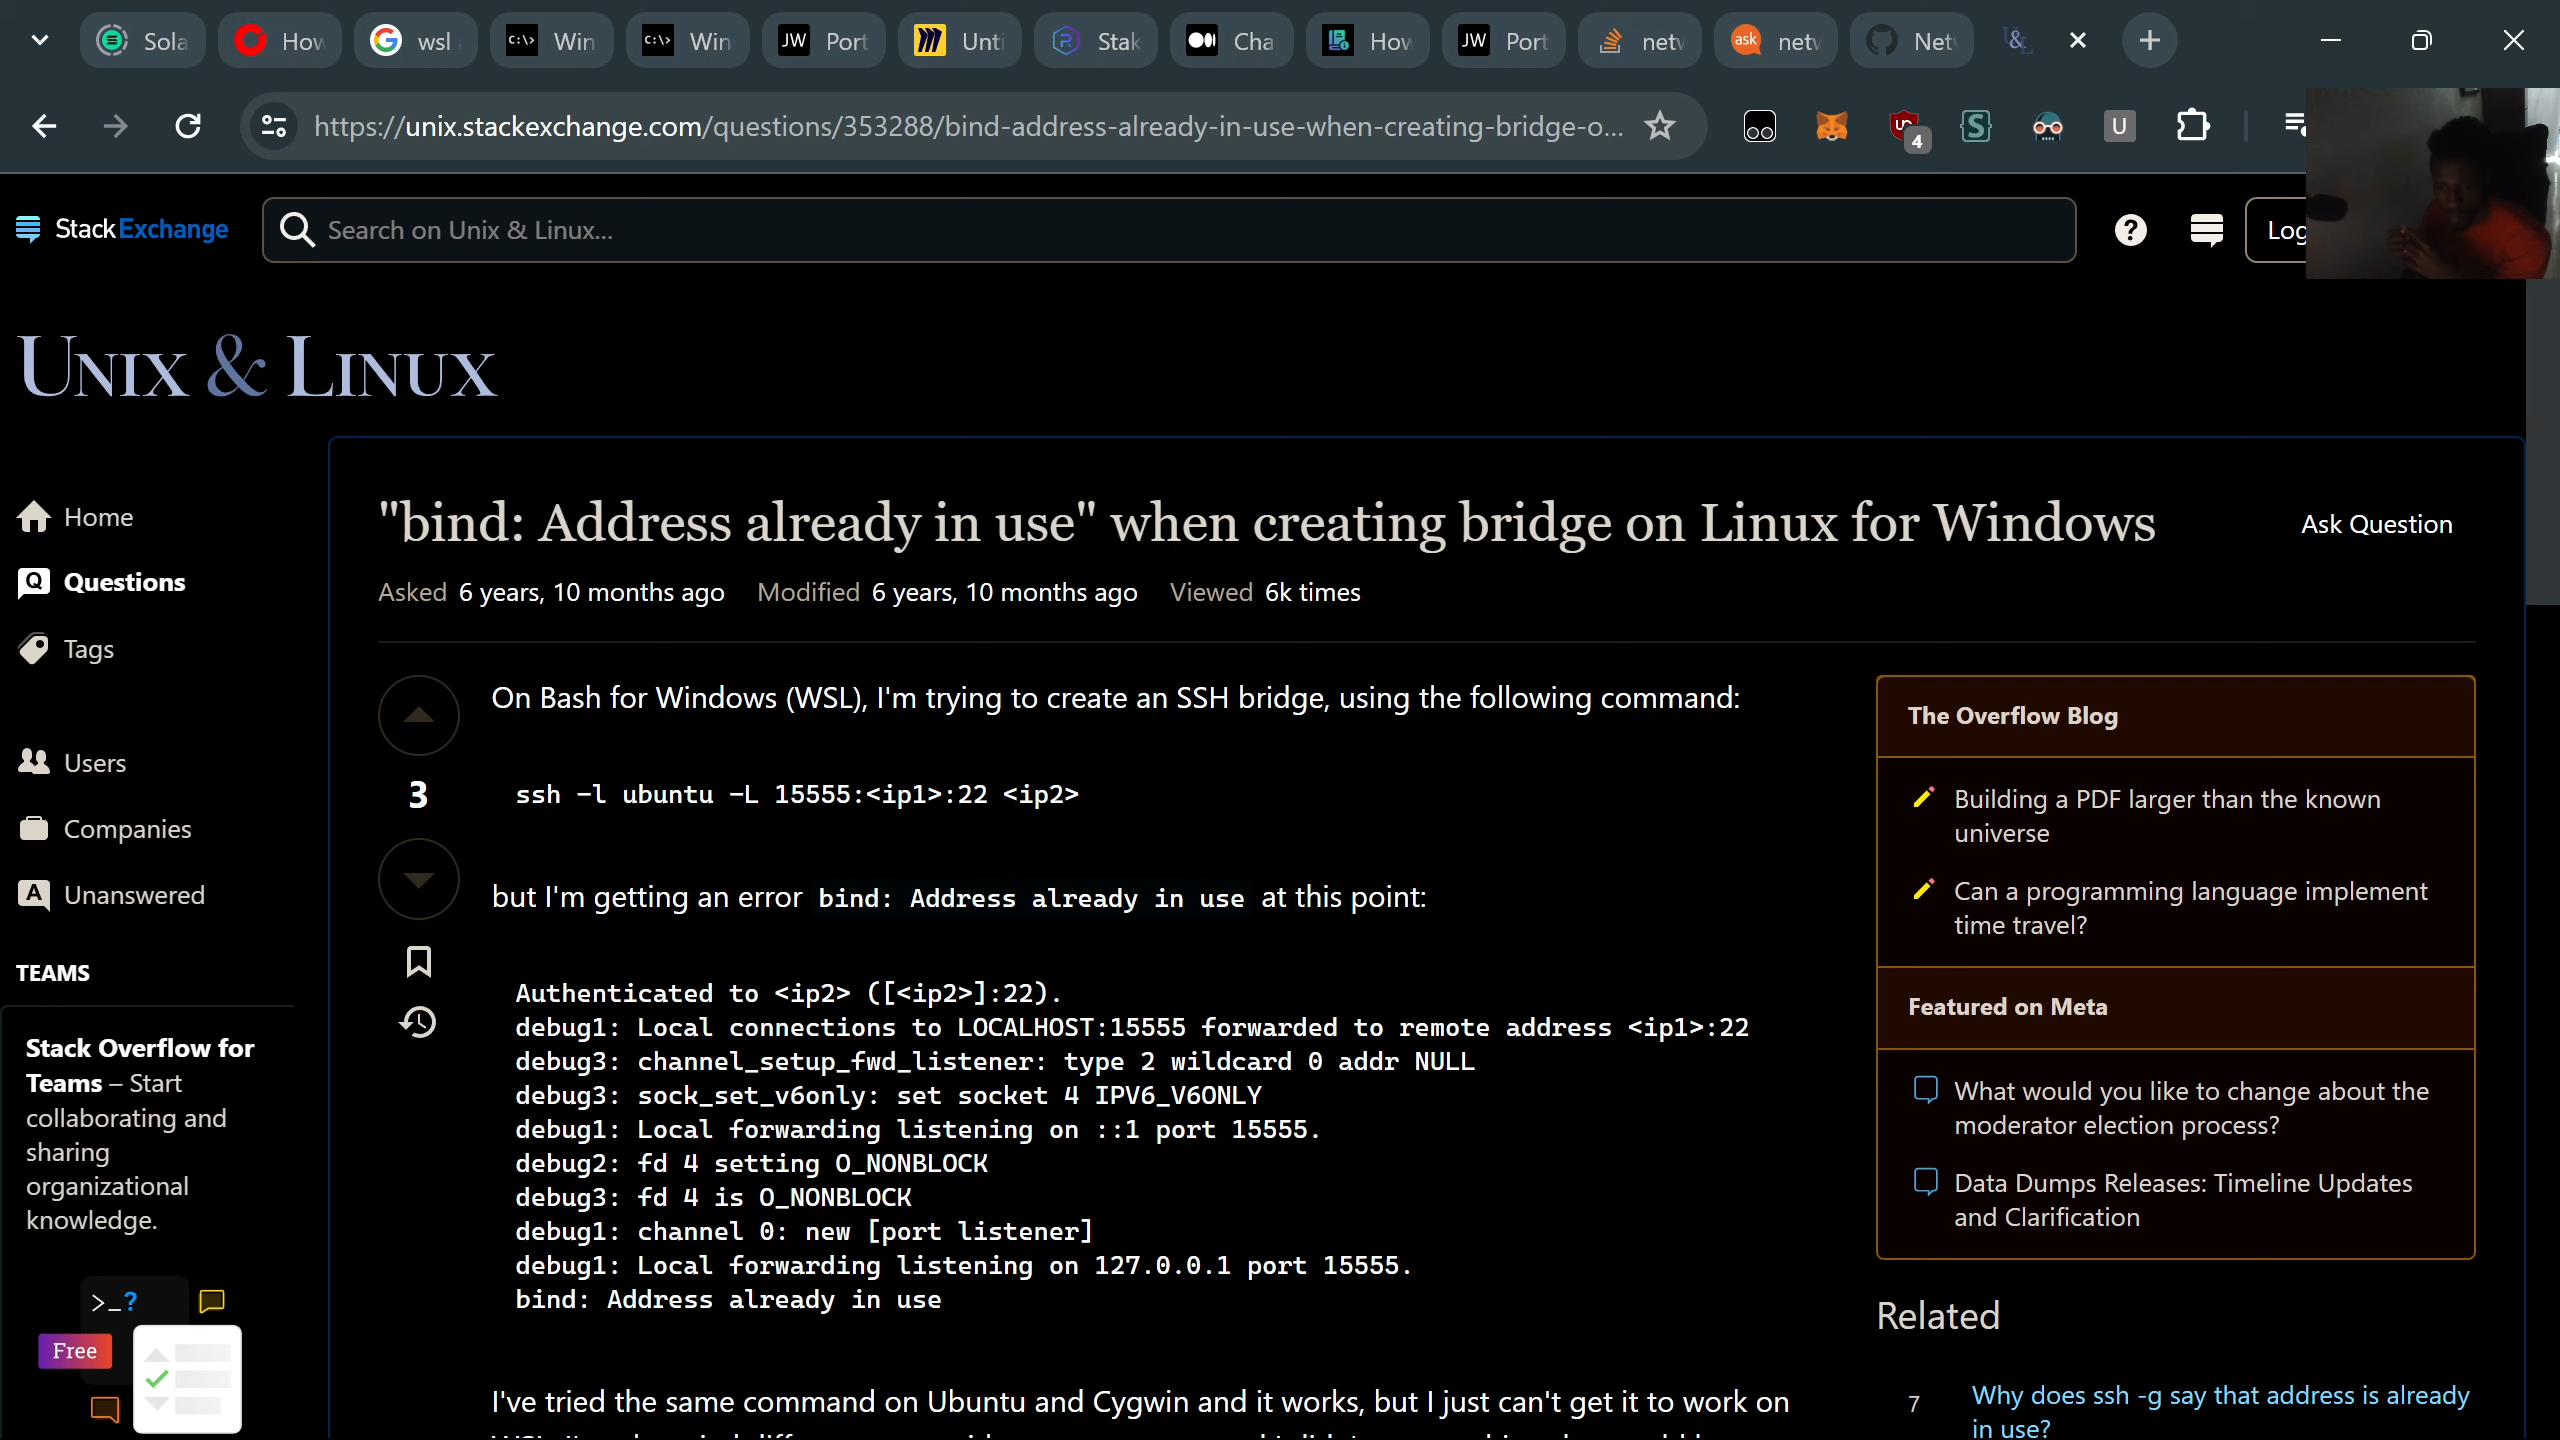 Sola
How
wsl
C:\> Win
C:\> Win
JW Port
Unti
Stak
Cha
How
JW Port
netw
ask netw
Net
U&L
https://unix.stackexchange.com/questions/353288/bind-address-already-in-use-when-creating-bridge-o...
4
U
StackExchange
Search on Unix & Linux...
Log
UNIX & LINUX
Home
Questions
Tags
Users
Companies
Unanswered
TEAMS
Stack Overflow for
Teams – Start
collaborating and
sharing
organizational
knowledge.
>_?
Free
"bind: Address already in use" when creating bridge on Linux for Windows
Ask Question
Asked 6 years, 10 months ago Modified 6 years, 10 months ago Viewed 6k times
3
On Bash for Windows (WSL), I'm trying to create an SSH bridge, using the following command:
ssh -l ubuntu -L 15555:<ip1>:22 <ip2>
but I'm getting an error bind: Address already in use at this point:
Authenticated to <ip2> ([<ip2>]:22).
debug1: Local connections to LOCALHOST:15555 forwarded to remote address <ip1>:22
debug3: channel_setup_fwd_listener: type 2 wildcard 0 addr NULL
debug3: sock_set_v6only: set socket 4 IPV6_V6ONLY
debug1: Local forwarding listening on ::1 port 15555.
debug2: fd 4 setting O_NONBLOCK
debug3: fd 4 is O_NONBLOCK
debug1: channel 0: new [port listener]
debug1: Local forwarding listening on 127.0.0.1 port 15555.
bind: Address already in use
I've tried the same command on Ubuntu and Cygwin and it works, but I just can't get it to work on
The Overflow Blog
Building a PDF larger than the known
universe
Can a programming language implement
time travel?
Featured on Meta
What would you like to change about the
moderator election process?
Data Dumps Releases: Timeline Updates
and Clarification
Related
7
Why does ssh -g say that address is already
in use?